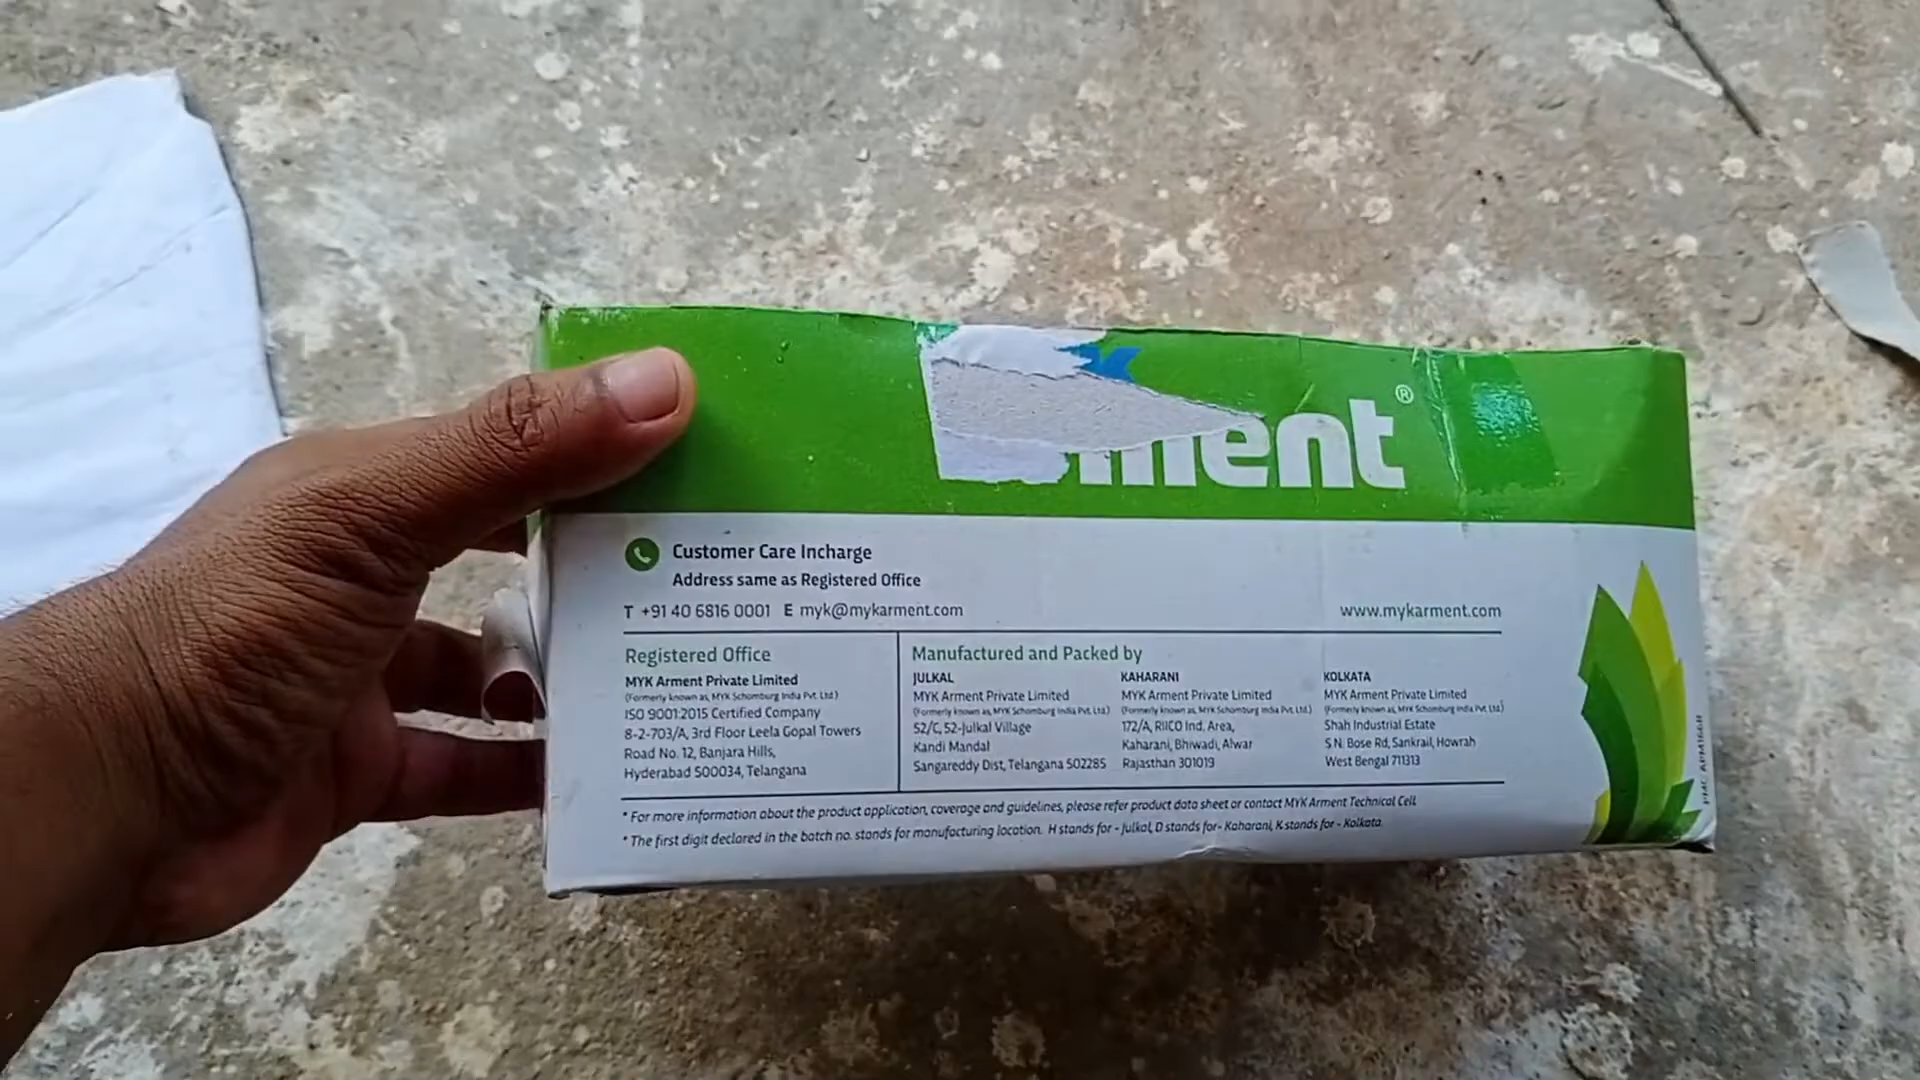 ment®
Customer Care Incharge
Address same as Registered Office
T +91 40 6816 0001 E myk@mykarment.com
www.mykarment.com
Registered Office
MYK Arment Private Limited
(Formerly known as, MYK Schomburg India Pvt. Ltd.)
ISO 9001:2015 Certified Company
8-2-703/A, 3rd Floor Leela Gopal Towers
Road No. 12, Banjara Hills,
Hyderabad 500034, Telangana
Manufactured and Packed by
JULKAL
MYK Arment Private Limited
(Formerly known as, MYK Schomburg India Pvt. Ltd.)
52/C, 52-Julkal Village
Kandi Mandal
Sangareddy Dist, Telangana 502285
KAHARANI
MYK Arment Private Limited
(Formerly known as, MYK Schomburg India Pvt. Ltd.)
172/A, RIICO Ind. Area,
Kaharani, Bhiwadi, Alwar
Rajasthan 301019
KOLKATA
MYK Arment Private Limited
(Formerly known as, MYK Schomburg India Pvt. Ltd.)
Shah Industrial Estate
S.N. Bose Rd, Sankrail, Howrah
West Bengal 711313
* For more information about the product application, coverage and guidelines, please refer product data sheet or contact MYK Arment Technical Cell.
* The first digit declared in the batch no. stands for manufacturing location. H stands for - Julkal, D stands for- Kaharani, K stands for - Kolkata.